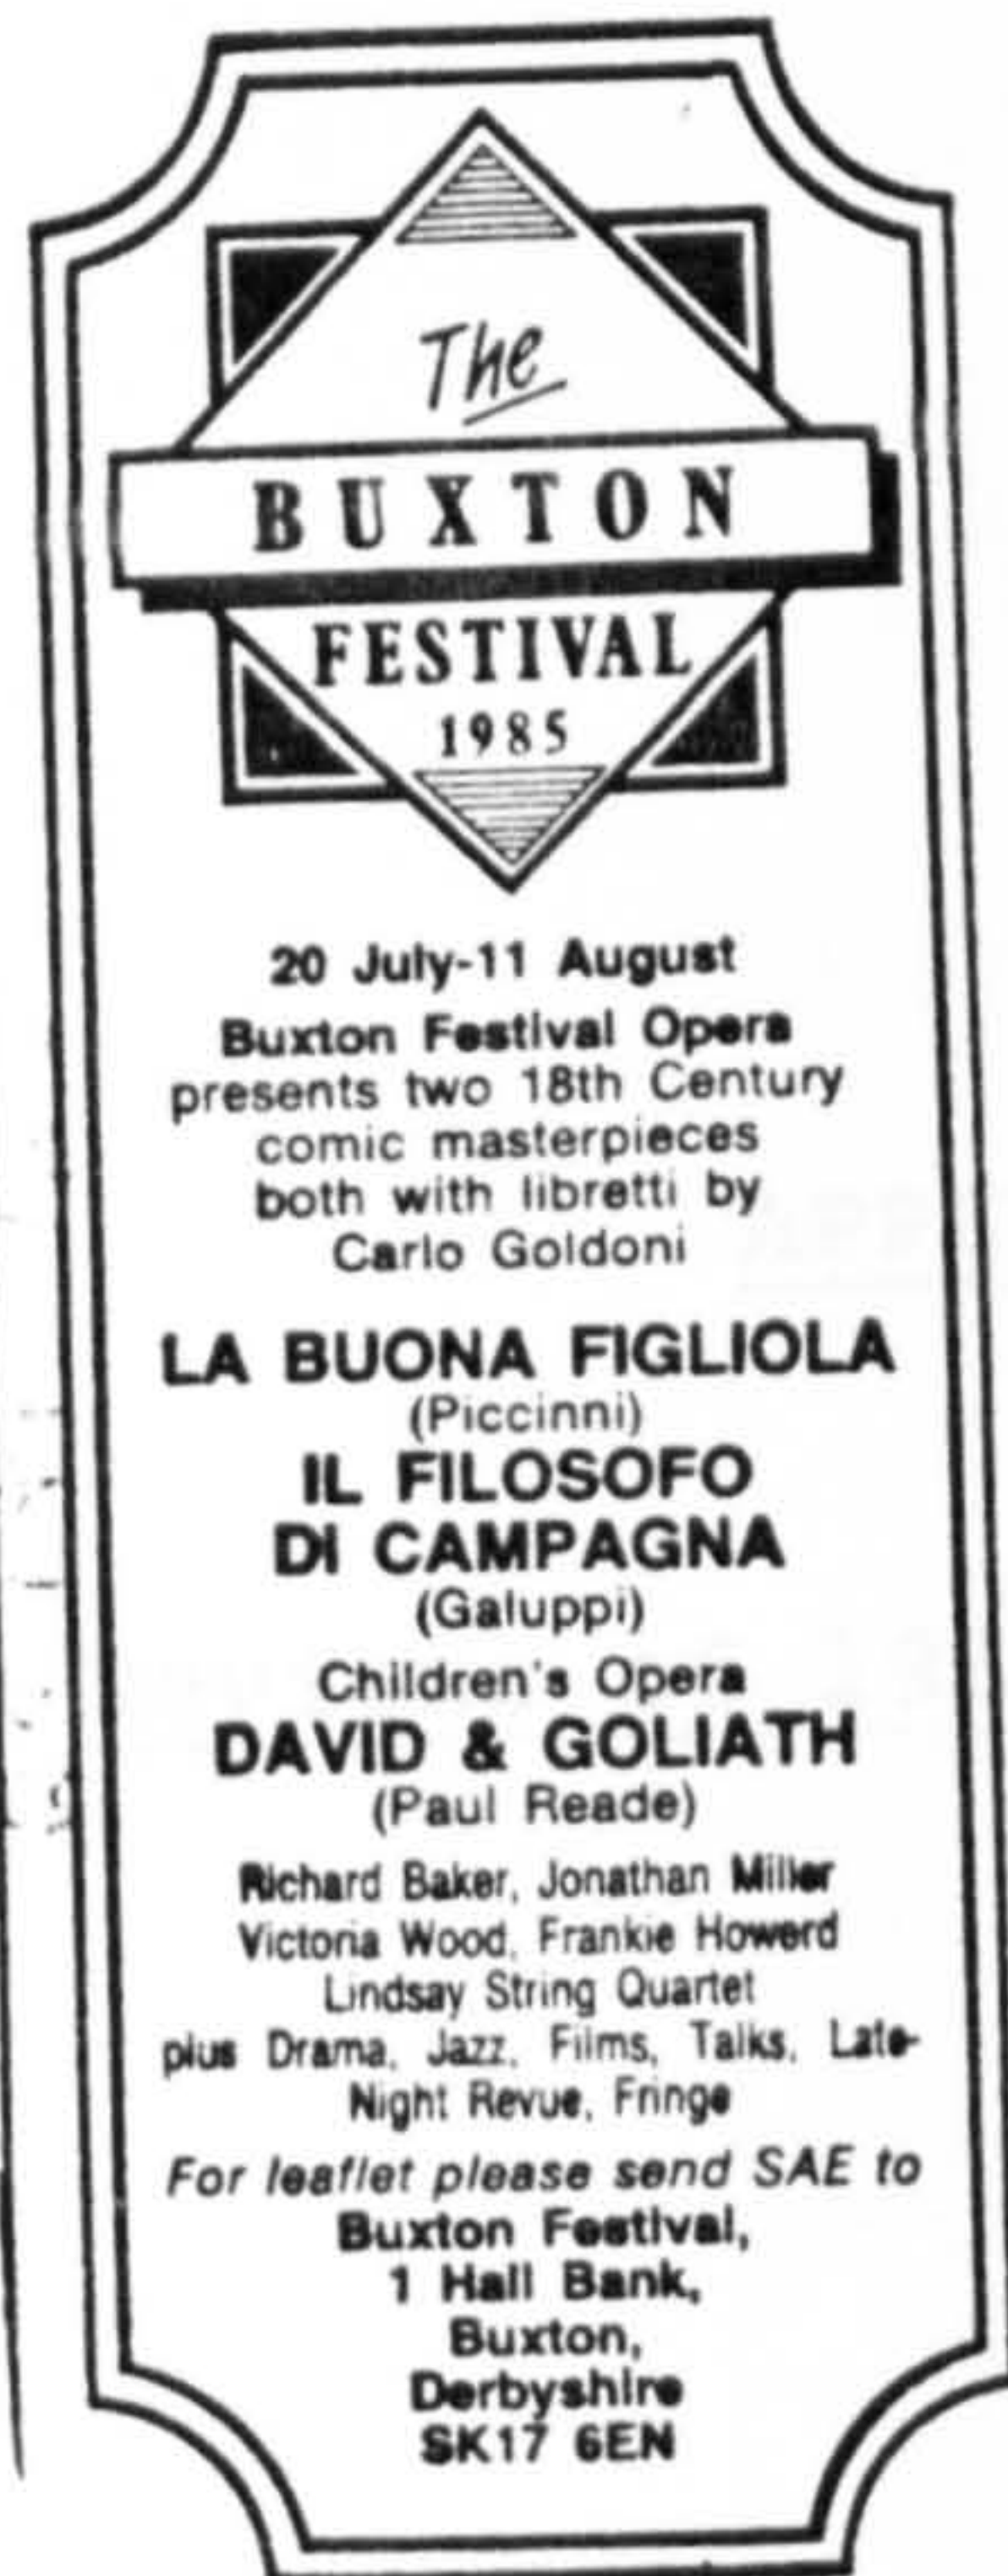 The
BUXTON
FESTIVAL
1985
20 July-11 August
Buxton Festival Opera
presents two 18th Century
comic masterpieces
both with libretti by
Carlo Goldoni
LA BUONA FIGLIOLA
(Piccinni)
IL FILOSOFO
DI CAMPAGNA
(Galuppi)
Children's Opera
DAVID & GOLIATH
(Paul Reade)
Richard Baker, Jonathan Miller
Victoria Wood, Frankie Howerd
Lindsay String Quartet
plus Drama, Jazz, Films, Talks, Late-
Night Revue, Fringe
For leaflet please send SAE to
Buxton Festival,
1 Hall Bank,
Buxton,
Derbyshire
SK17 6EN